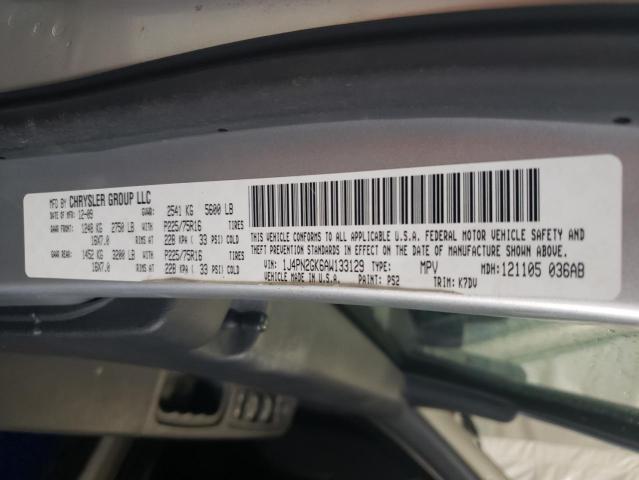 MFD BY CHRYSLER GROUP LLC
DATE OF MFR: 12-09 GVWR: 2541 KG 5600 LB
GAWR FRONT: 1248 KG 2750 LB WITH P225/75R16 TIRES
16X7.0 RIMS AT 228 KPA ( 33 PSI) COLD
GAWR REAR: 1452 KG 3200 LB WITH P225/75R16 TIRES
16X7.0 RIMS AT 228 KPA ( 33 PSI) COLD
THIS VEHICLE CONFORMS TO ALL APPLICABLE U.S.A. FEDERAL MOTOR VEHICLE SAFETY AND
THEFT PREVENTION STANDARDS IN EFFECT ON THE DATE OF MANUFACTURE SHOWN ABOVE.
VIN: 1J4PN2GK6AW133129 TYPE: MPV MDH: 121105 036AB
VEHICLE MADE IN U.S.A. PAINT: PS2 TRIM: K7DV